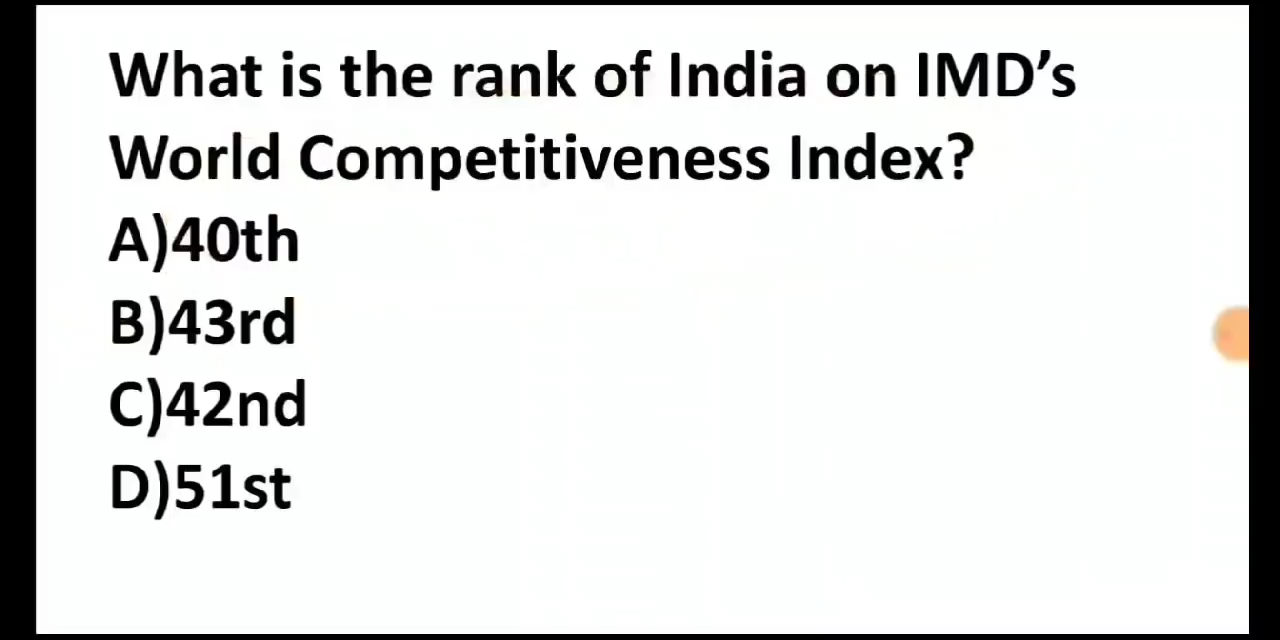 What is the rank of India on IMD’s
World Competitiveness Index?
A)40th
B)43rd
C)42nd
D)51st